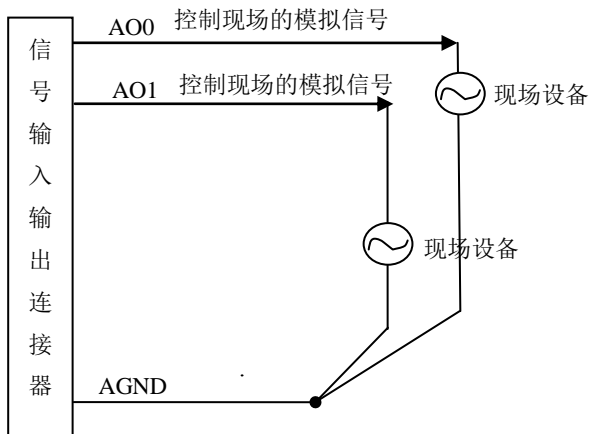 AO0 控制现场的模拟信号
AO1 控制现场的模拟信号
现场设备
现场设备
AGND
信号输入输出连接器